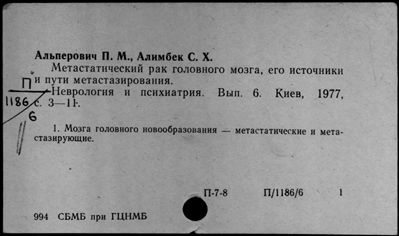 Альперович П. М., Алимбек С. Х.
Метастатический рак головного мозга, его источники
и пути метастазирования.
Неврология и психиатрия. Вып. 6. Киев, 1977,
с. 3—11.
П
1186
6
1. Мозга головного новообразования — метастатические и мета-
стазирующие.
П-7-8 П/1186/6 1
994 СБМБ при ГЦНМБ